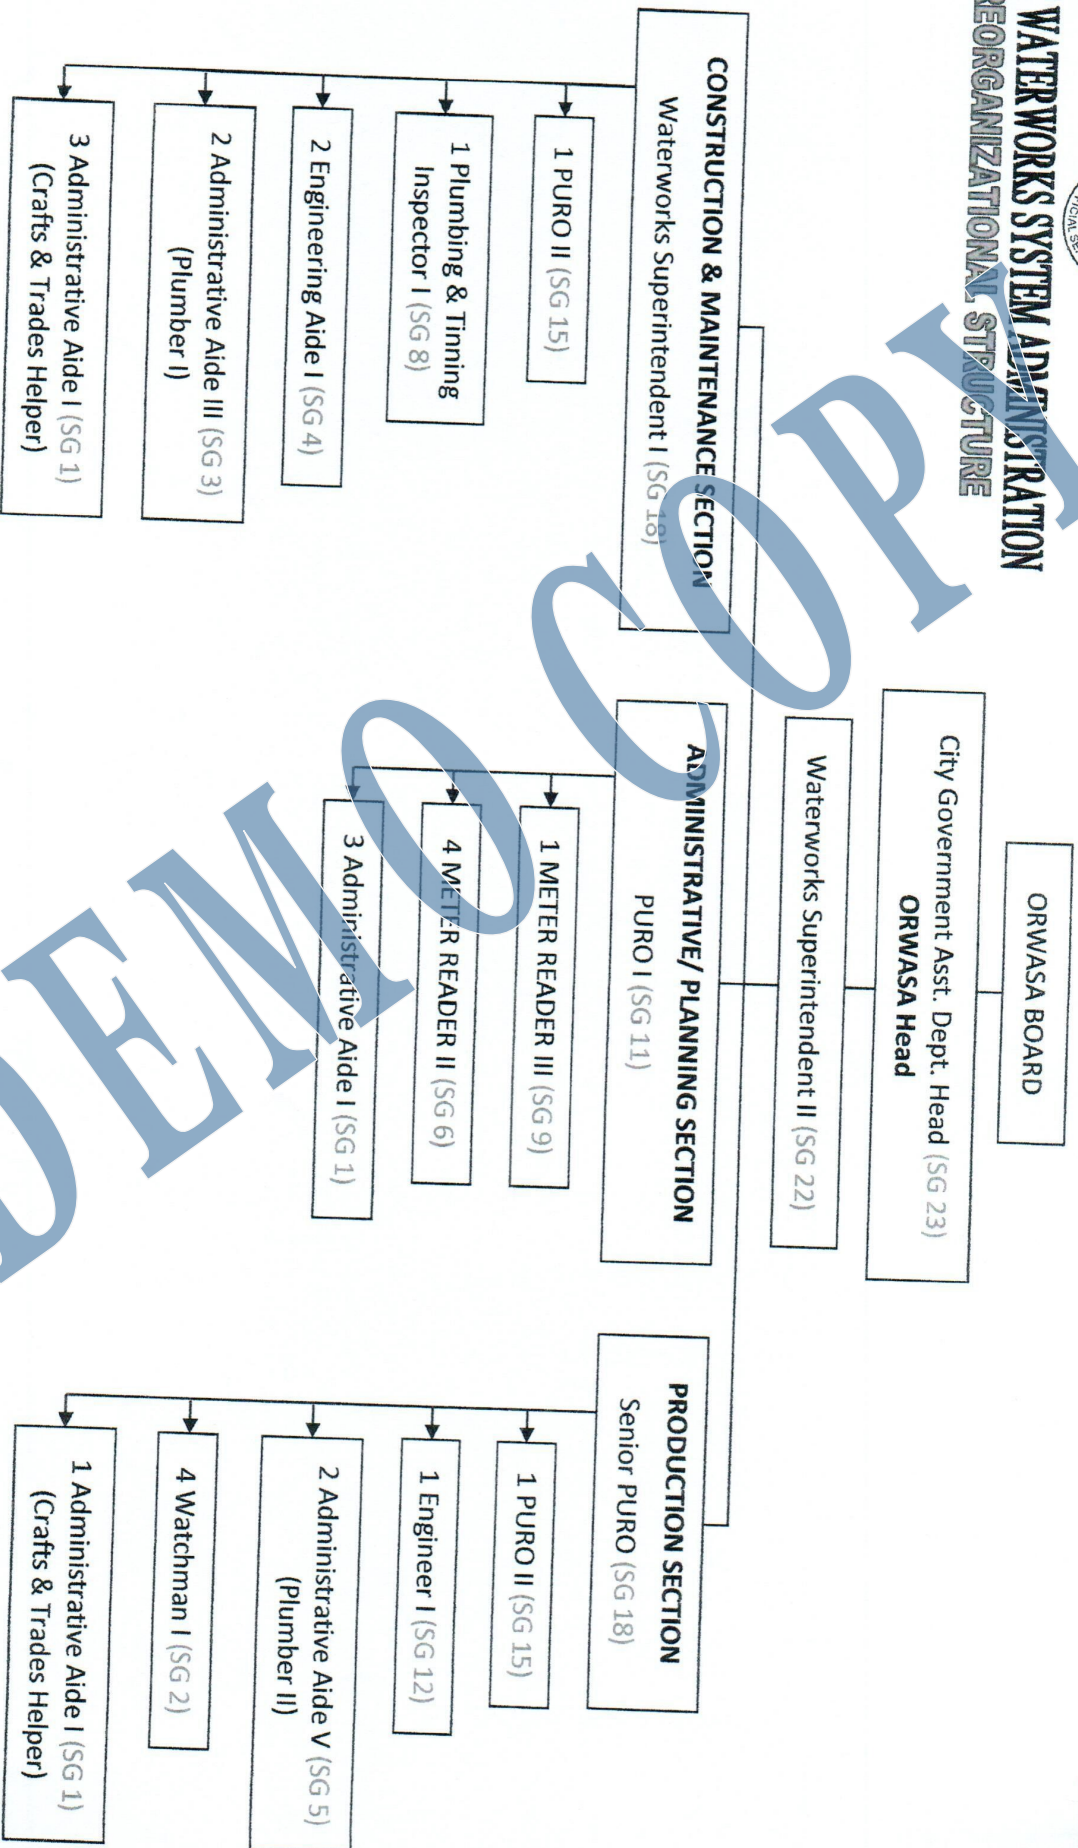 WATERWORKS SYSTEM ADMINISTRATION
REORGANIZATIONAL STRUCTURE
ORWASA BOARD
City Government Asst. Dept. Head (SG 23)
ORWASA Head
Waterworks Superintendent II (SG 22)
CONSTRUCTION & MAINTENANCE SECTION
Waterworks Superintendent I (SG 18)
1 PURO II (SG 15)
1 Plumbing & Tinning
Inspector I (SG 8)
2 Engineering Aide I (SG 4)
2 Administrative Aide III (SG 3)
(Plumber I)
3 Administrative Aide I (SG 1)
(Crafts & Trades Helper)
ADMINISTRATIVE/ PLANNING SECTION
PURO I (SG 11)
1 METER READER III (SG 9)
4 METER READER II (SG 6)
3 Administrative Aide I (SG 1)
PRODUCTION SECTION
Senior PURO (SG 18)
1 PURO II (SG 15)
1 Engineer I (SG 12)
2 Administrative Aide V (SG 5)
(Plumber II)
4 Watchman I (SG 2)
1 Administrative Aide I (SG 1)
(Crafts & Trades Helper)
DEMO COPY